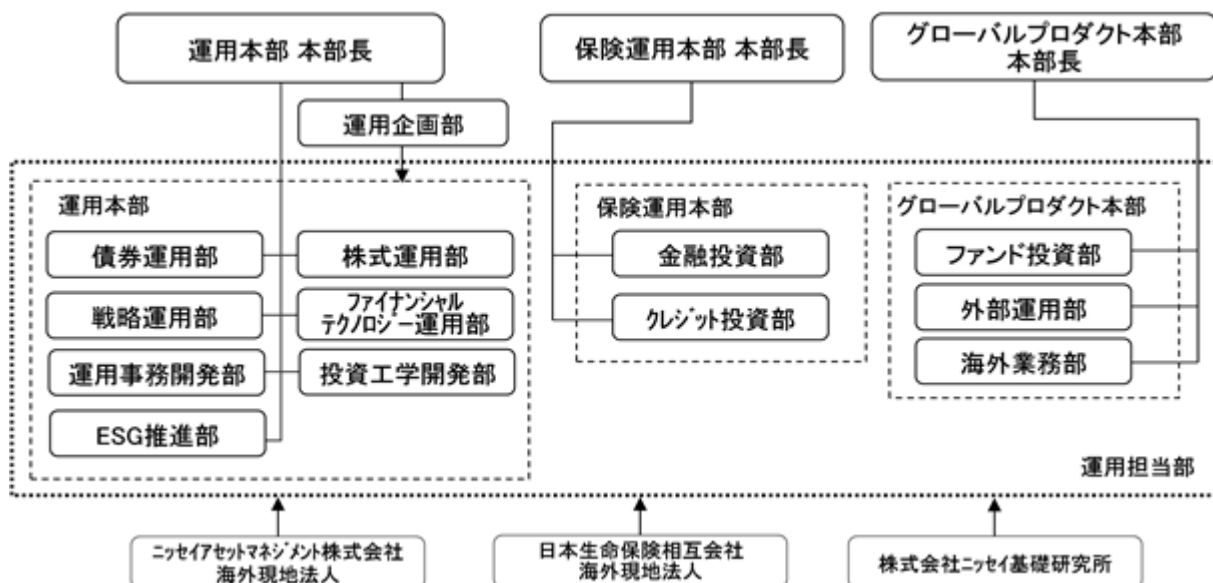 運用本部 本部長
保険運用本部 本部長
グローバルプロダクト本部
本部長
運用企画部
運用本部
債券運用部
株式運用部
戦略運用部
ファイナンシャル
テクノロジー運用部
運用事務開発部
投資工学開発部
ESG推進部
保険運用本部
金融投資部
クレジット投資部
グローバルプロダクト本部
ファンド投資部
外部運用部
海外業務部
運用担当部
ニッセイアセットマネジメント株式会社
海外現地法人
日本生命保険相互会社
海外現地法人
株式会社ニッセイ基礎研究所